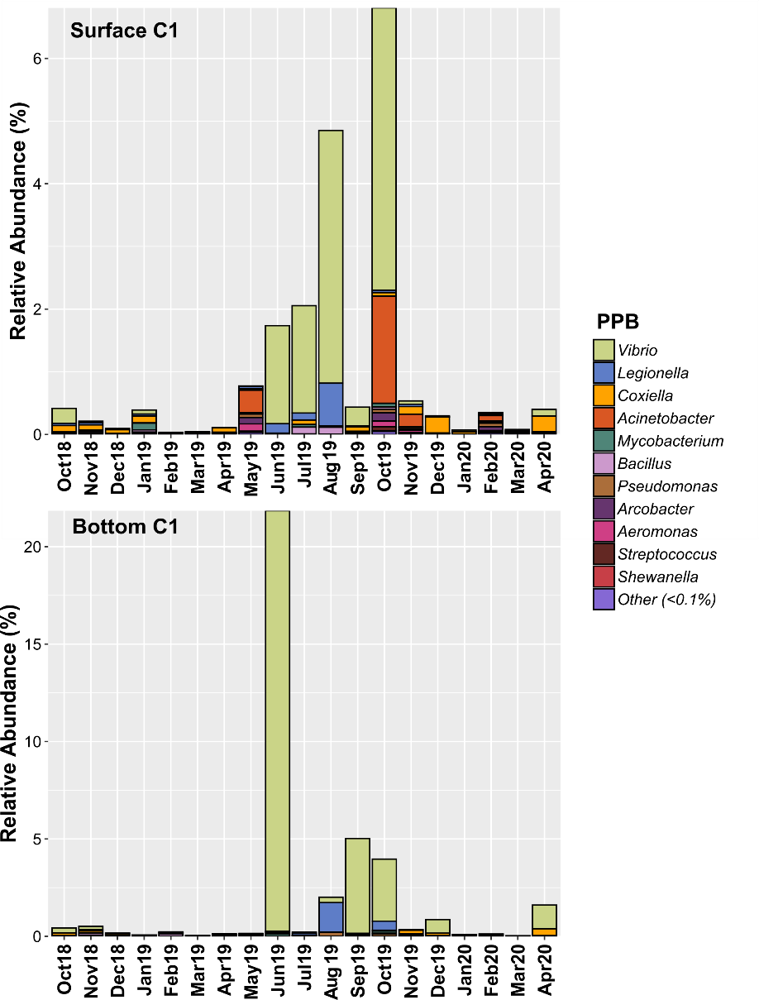 Surface C1
Relative Abundance (%)
6
4
2
0
Oct18 Nov18 Dec18 Jan19 Feb19 Mar19 Apr19 May19 Jun19 Jul19 Aug19 Sep19 Oct19 Nov19 Dec19 Jan20 Feb20 Mar20 Apr20
Bottom C1
Relative Abundance (%)
20
15
10
5
0
Oct18 Nov18 Dec18 Jan19 Feb19 Mar19 Apr19 May19 Jun19 Jul19 Aug19 Sep19 Oct19 Nov19 Dec19 Jan20 Feb20 Mar20 Apr20
PPB
Vibrio
Legionella
Coxiella
Acinetobacter
Mycobacterium
Bacillus
Pseudomonas
Arcobacter
Aeromonas
Streptococcus
Shewanella
Other (<0.1%)